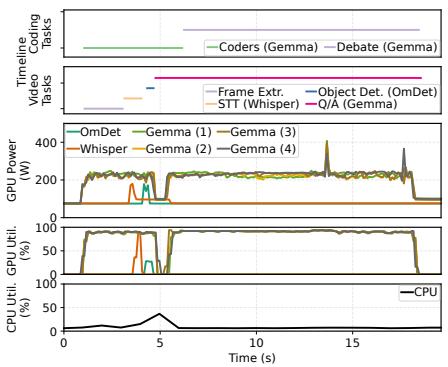 Timeline
Coding
Tasks
Coders (Gemma)
Debate (Gemma)
Video
Tasks
Frame Extr.
Object Det. (OmDet)
STT (Whisper)
Q/A (Gemma)
GPU Power
(W)
400
200
0
OmDet
Gemma (1)
Gemma (3)
Whisper
Gemma (2)
Gemma (4)
GPU Util.
(%)
100
50
0
CPU Util.
(%)
100
50
0
CPU
0 5 10 15
Time (s)